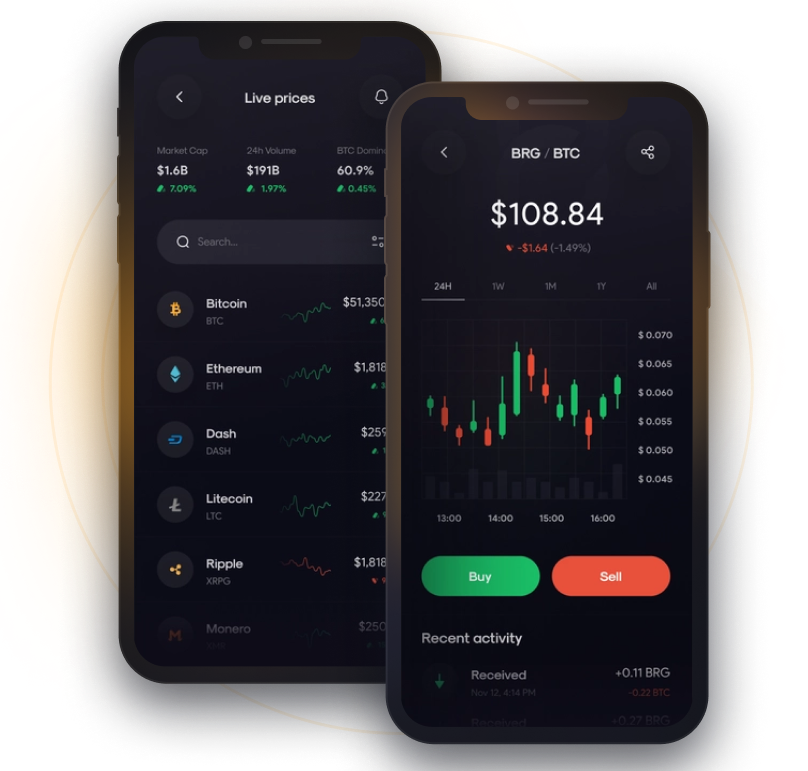 Live prices
Market Cap
24h Volume
BTC Domin
$1.6B
$191B
60.9%
7.09%
1.97%
0.45%
Search...
Bitcoin
$51,350
BTC
Ethereum
$1,818
ETH
Dash
$259
DASH
Litecoin
$227
LTC
Ripple
$1,818
XRPG
Monero
$250
BRG / BTC
$108.84
-$1.64 (-1.49%)
24H
1W
1M
1Y
All
$ 0.070
$ 0.065
$ 0.060
$ 0.055
$ 0.050
$ 0.045
13:00
14:00
15:00
16:00
Buy
Sell
Recent activity
Received
+0.11 BRG
Nov 12, 4:14 PM
-0.22 BTC
Received
+0.22 BRG